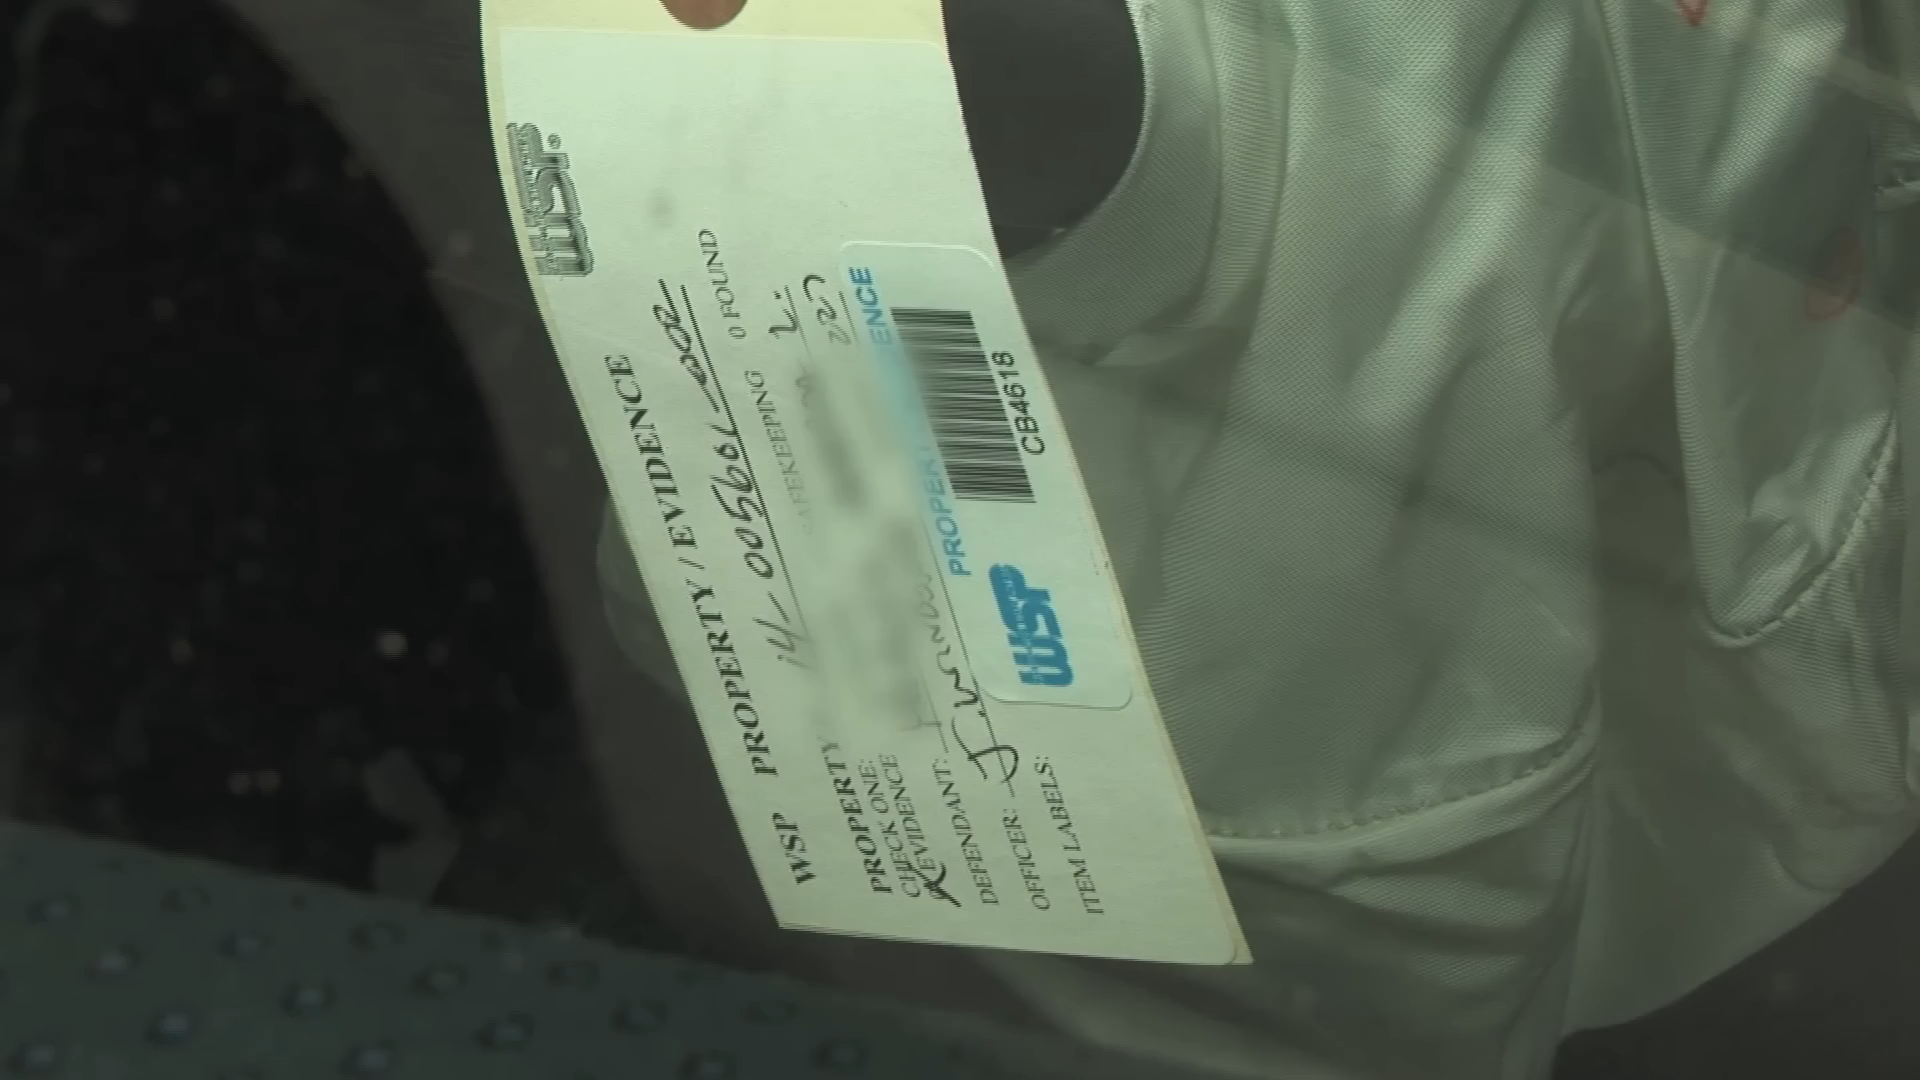 WSP.
WSP PROPERTY / EVIDENCE
PROPERTY 14-005661-002
CHECK ONE:
EVIDENCE SAFEKEEPING 0 FOUND
DEFENDANT:
OFFICER:
ITEM LABELS:
PROPERTY ENCE
WSP
CB4618